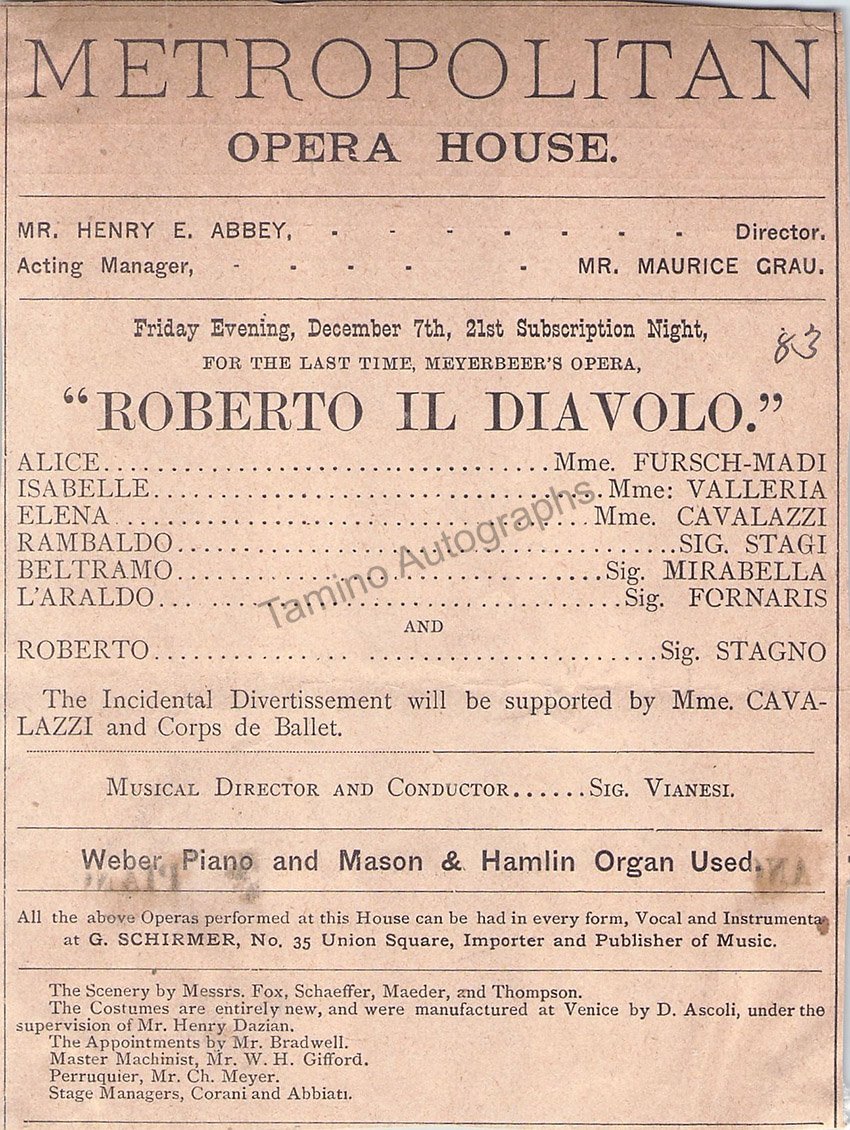 METROPOLITAN
OPERA HOUSE.
MR. HENRY E. ABBEY, - - - - - - - Director.
Acting Manager, - - - - - MR. MAURICE GRAU.
Friday Evening, December 7th, 21st Subscription Night,
83
FOR THE LAST TIME, MEYERBEER'S OPERA,
"ROBERTO IL DIAVOLO."
ALICE................................Mme. FURSCH-MADI
ISABELLE................................Mme: VALLERIA
ELENA................................Mme. CAVALAZZI
RAMBALDO................................SIG. STAGI
BELTRAMO................................Sig. MIRABELLA
L'ARALDO................................Sig. FORNARIS
AND
ROBERTO................................Sig. STAGNO
Tamino Autographs
The Incidental Divertissement will be supported by Mme. CAVA-
LAZZI and Corps de Ballet.
MUSICAL DIRECTOR AND CONDUCTOR......SIG. VIANESI.
Weber Piano and Mason & Hamlin Organ Used.
All the above Operas performed at this House can be had in every form, Vocal and Instrumenta
at G. SCHIRMER, No. 35 Union Square, Importer and Publisher of Music.
The Scenery by Messrs. Fox, Schaeffer, Maeder, and Thompson.
The Costumes are entirely new, and were manufactured at Venice by D. Ascoli, under the
supervision of Mr. Henry Dazian.
The Appointments by Mr. Bradwell.
Master Machinist, Mr. W. H. Gifford.
Perruquier, Mr. Ch. Meyer.
Stage Managers, Corani and Abbiati.